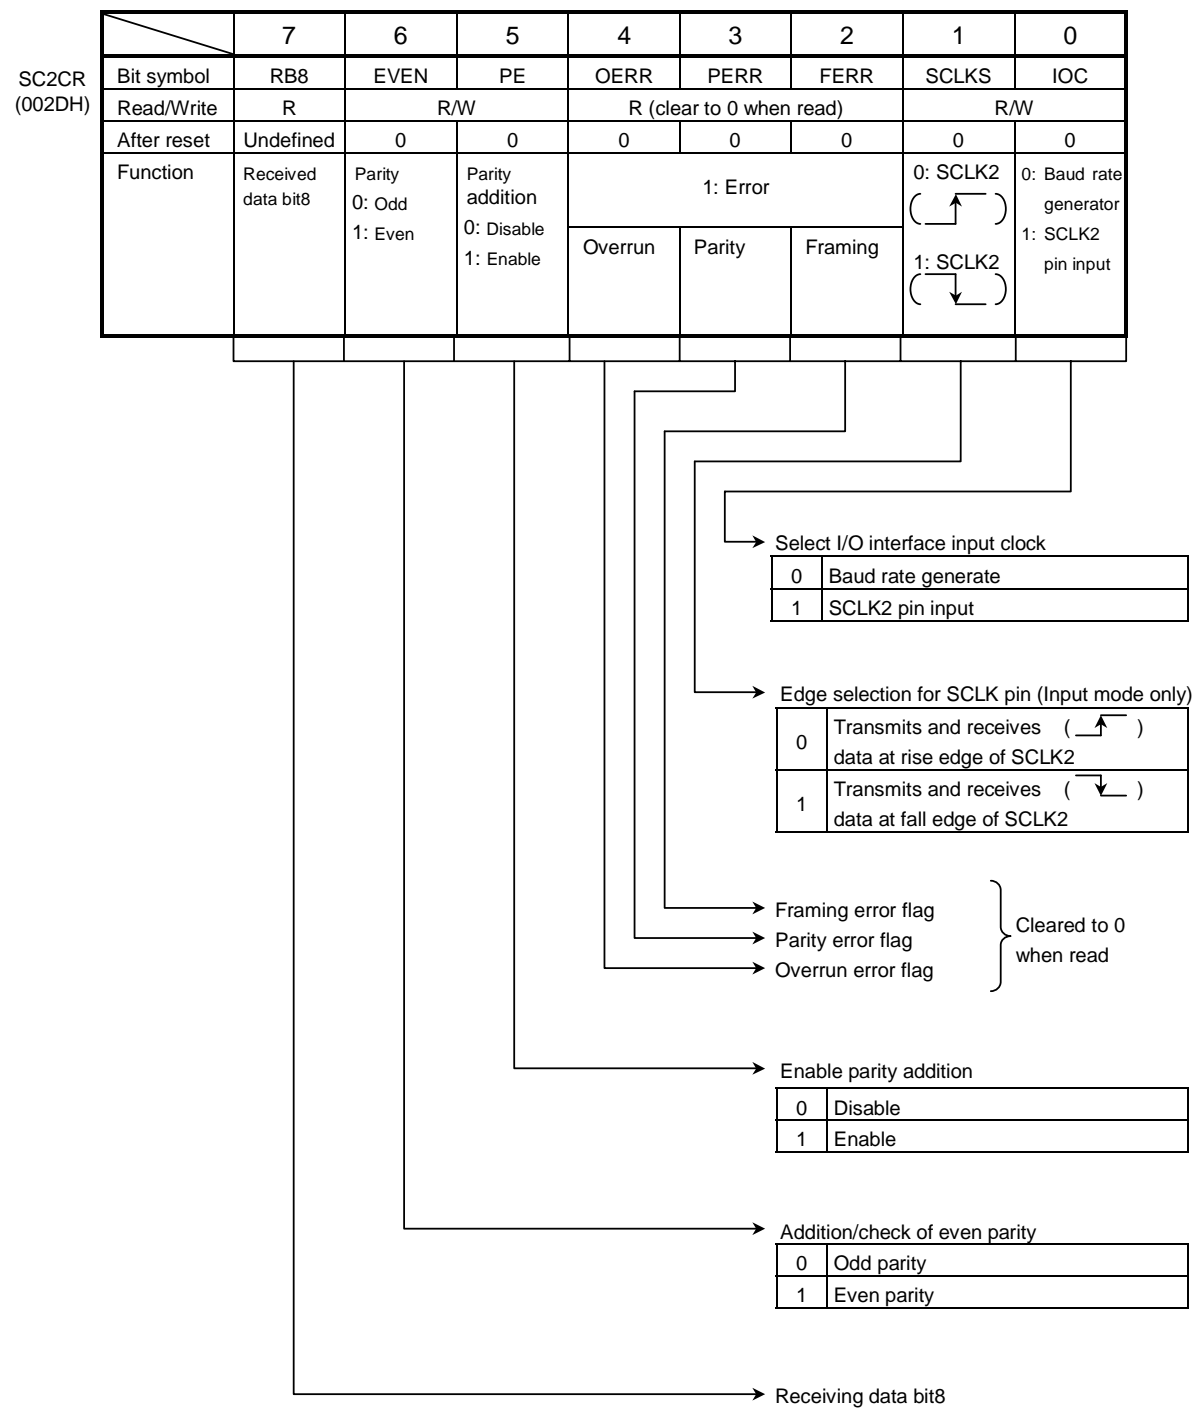 7 6 5 4 3 2 1 0
SC2CR
(002DH)
Bit symbol RB8 EVEN PE OERR PERR FERR SCLKS IOC
Read/Write R R/W R (clear to 0 when read) R/W
After reset Undefined 0 0 0 0 0 0 0
Function
Received
data bit8
Parity
0: Odd
1: Even
Parity
addition
0: Disable
1: Enable
1: Error
Overrun Parity Framing
0: SCLK2
( )
1: SCLK2
( )
0: Baud rate
generator
1: SCLK2
pin input
Select I/O interface input clock
0 Baud rate generate
1 SCLK2 pin input
Edge selection for SCLK pin (Input mode only)
0 Transmits and receives ( )
data at rise edge of SCLK2
1 Transmits and receives ( )
data at fall edge of SCLK2
Framing error flag
Parity error flag
Overrun error flag
Cleared to 0
when read
Enable parity addition
0 Disable
1 Enable
Addition/check of even parity
0 Odd parity
1 Even parity
Receiving data bit8